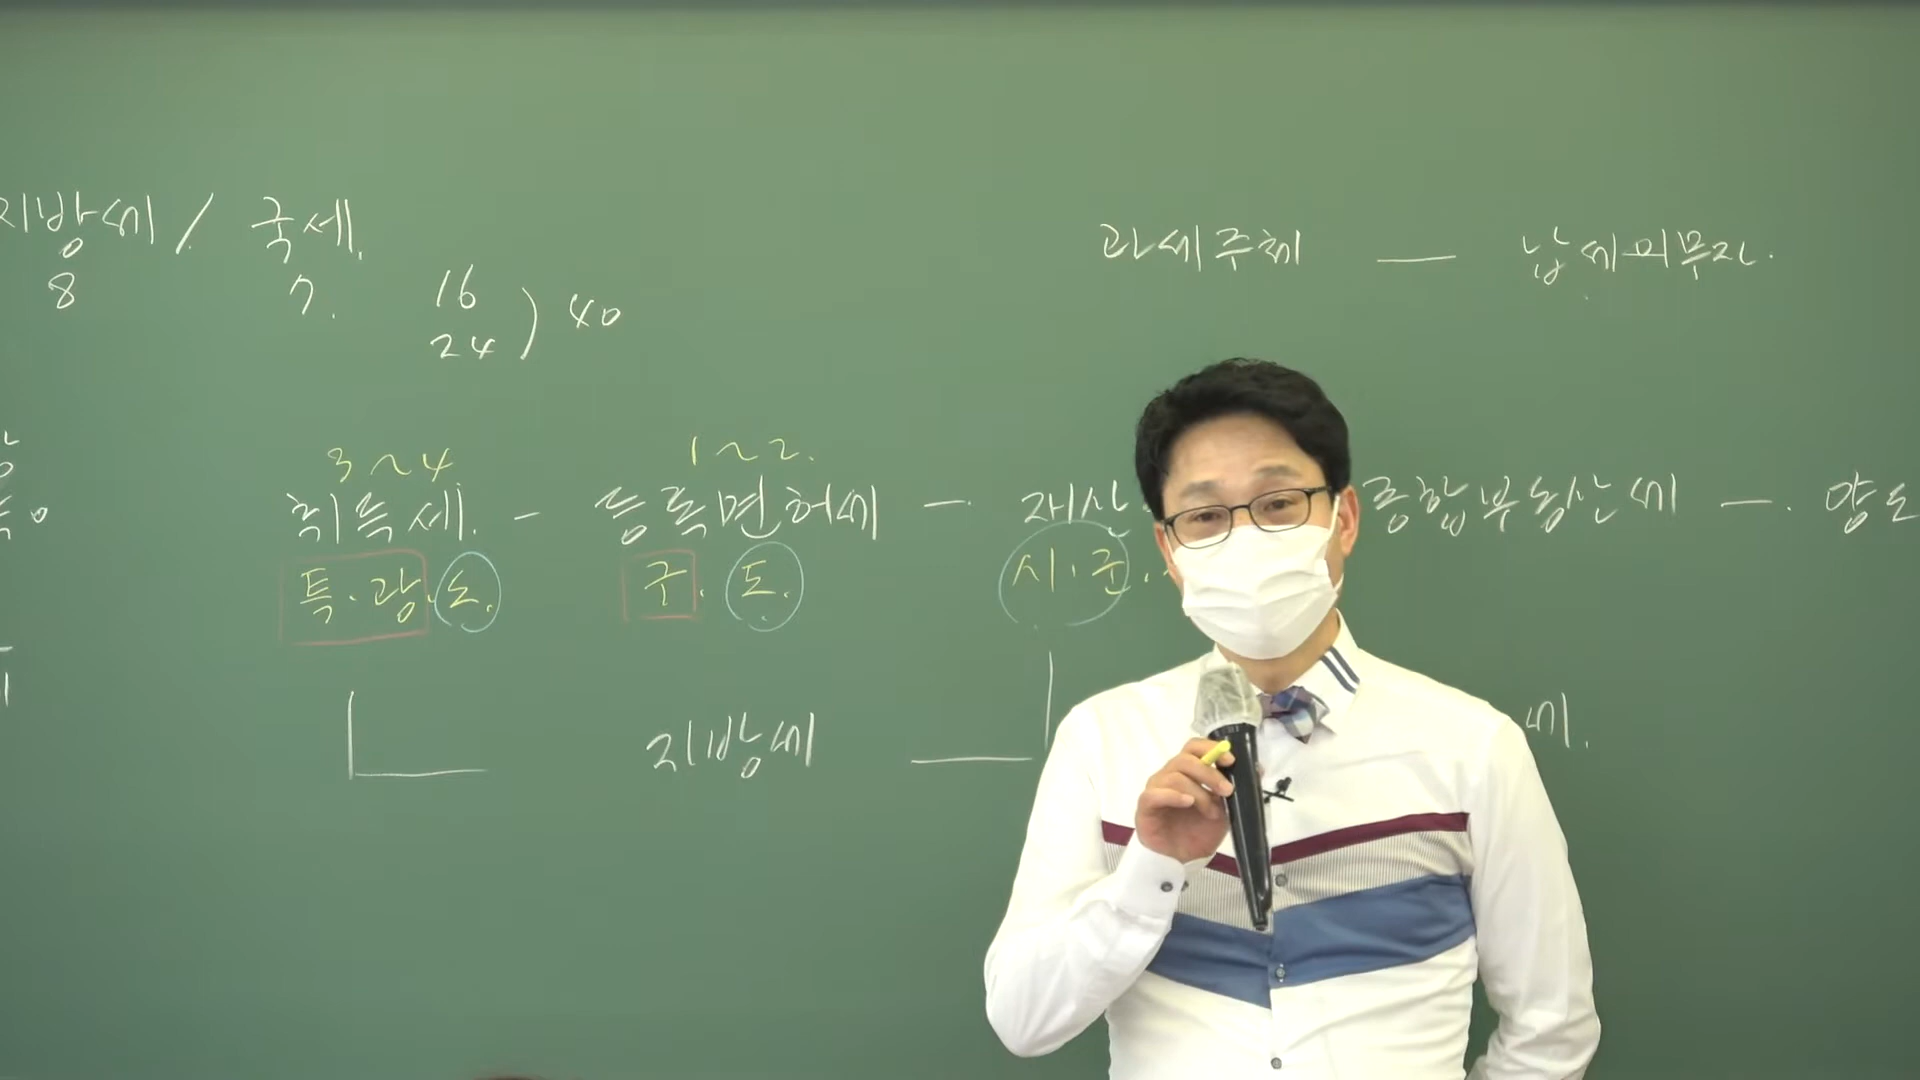 지방세 / 국세.
8 7.
16
24 ) 40
과세주체 — 납세의무자.
3~4 1~2.
취득세. - 등록면허세 - 재산 종합부동산세 - 양도
특.광.도. 구.도. 시.군.
지방세 세.